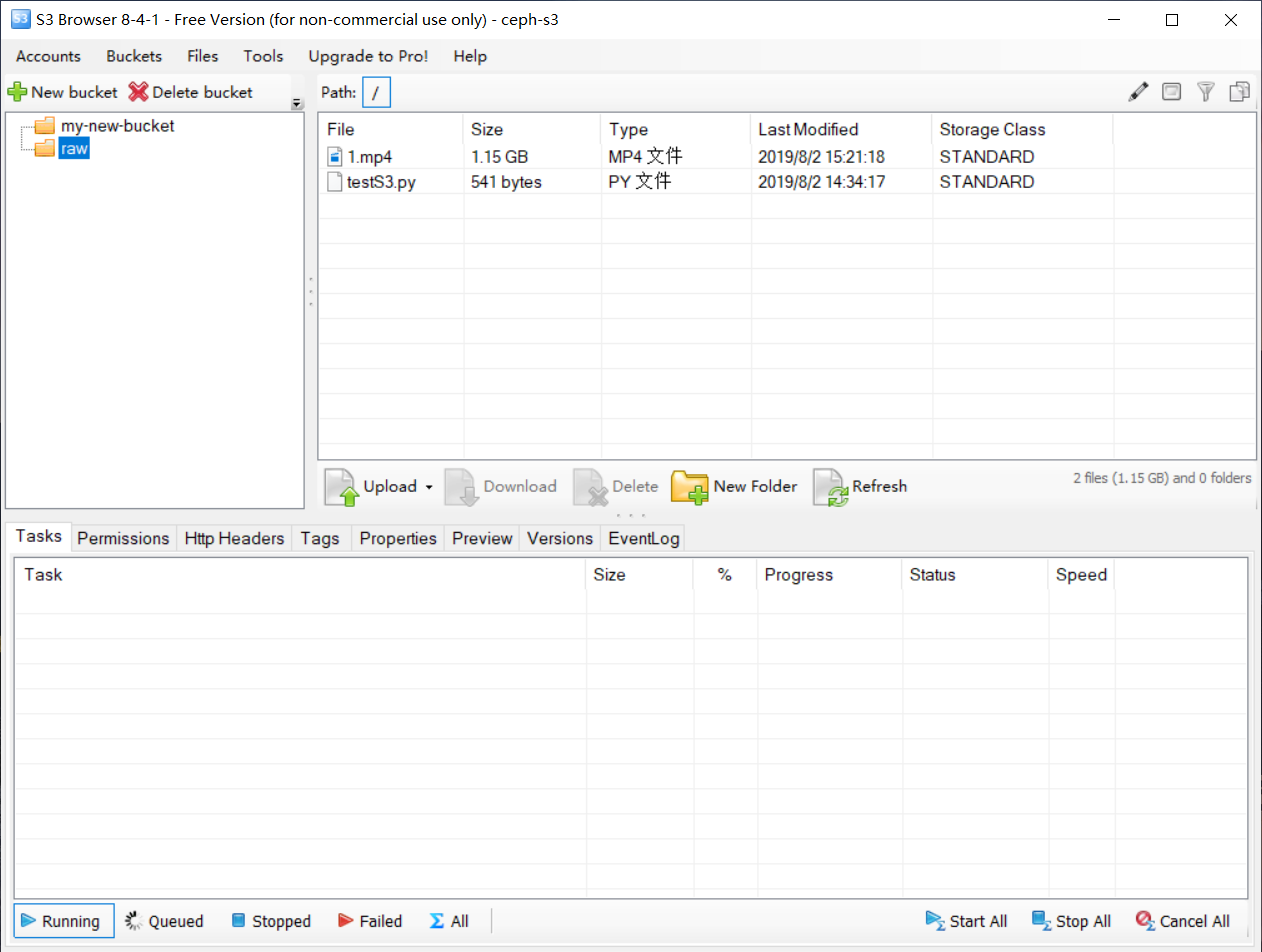 S3 Browser 8-4-1 - Free Version (for non-commercial use only) - ceph-s3
Accounts Buckets Files Tools Upgrade to Pro! Help
New bucket Delete bucket Path: /
my-new-bucket
raw
File Size Type Last Modified Storage Class
1.mp4 1.15 GB MP4 文件 2019/8/2 15:21:18 STANDARD
testS3.py 541 bytes PY 文件 2019/8/2 14:34:17 STANDARD
Upload Download Delete New Folder Refresh 2 files (1.15 GB) and 0 folders
Tasks Permissions Http Headers Tags Properties Preview Versions EventLog
Task Size % Progress Status Speed
Running Queued Stopped Failed All Start All Stop All Cancel All